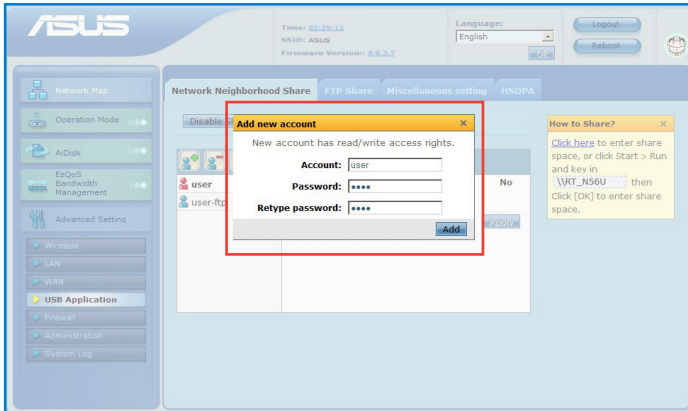 ASUS
Time: 02:29:12
SSID: ASUS
Firmware Version: 9.9.3.7
Language:
English
OK
Logout
Reboot
Network Map
Operation Mode
AiDisk
EzQoS
Bandwidth
Management
Advanced Setting
Wireless
LAN
WAN
USB Application
Firewall
Administration
System Log
Network Neighborhood Share
FTP Share
Miscellaneous setting
HSDPA
Disable
user
user-ftp
No
Apply
Add new account
×
New account has read/write access rights.
Account: user
Password: ●●●●
Retype password: ●●●●
Add
How to Share? ×
Click here to enter share
space, or click Start > Run
and key in
\\RT_N56U then
Click [OK] to enter share
space.